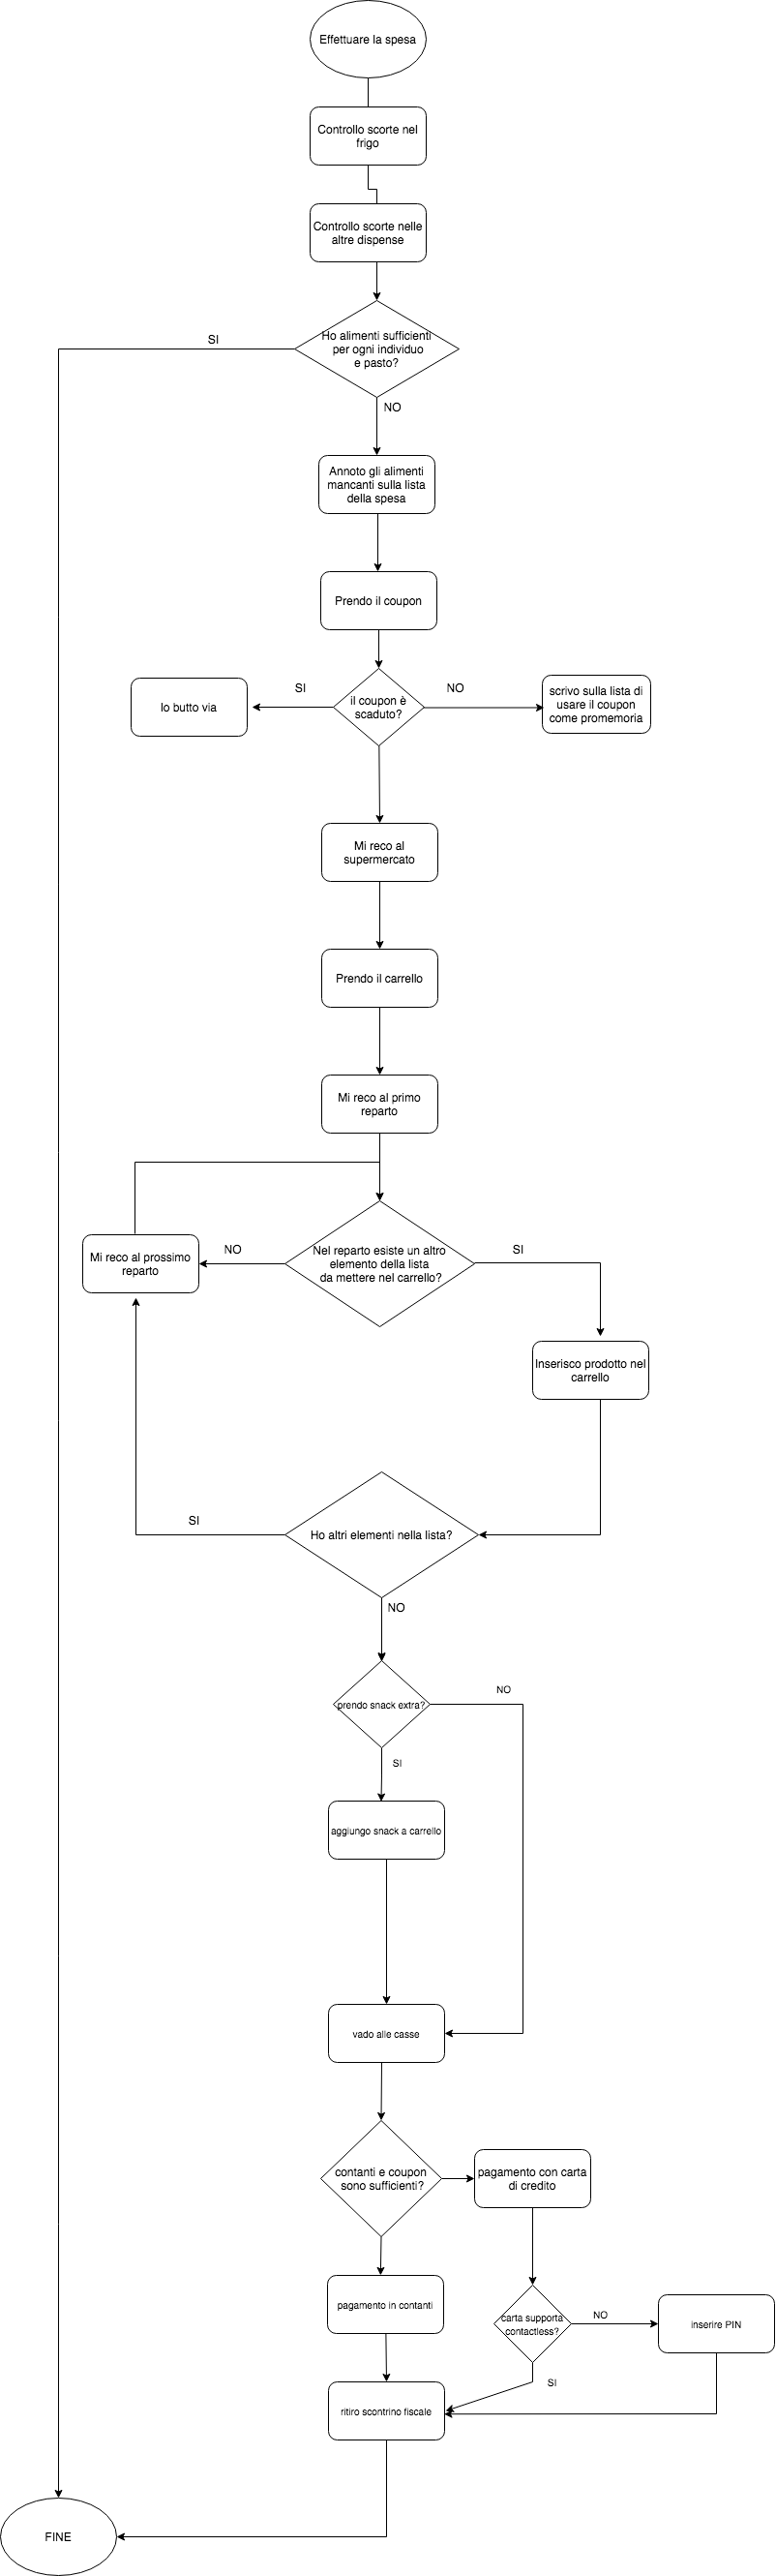 Effettuare la spesa
Controllo scorte nel
frigo
Controllo scorte nelle
altre dispense
SI
Ho alimenti sufficienti
per ogni individuo
e pasto?
NO
Annoto gli alimenti
mancanti sulla lista
della spesa
Prendo il coupon
lo butto via
SI
il coupon è
scaduto?
NO
scrivo sulla lista di
usare il coupon
come promemoria
Mi reco al
supermercato
Prendo il carrello
Mi reco al primo
reparto
Mi reco al prossimo
reparto
NO
Nel reparto esiste un altro
elemento della lista
da mettere nel carrello?
SI
Inserisco prodotto nel
carrello
SI
Ho altri elementi nella lista?
NO
prendo snack extra?
NO
SI
aggiungo snack a carrello
vado alle casse
contanti e coupon
sono sufficienti?
pagamento con carta
di credito
pagamento in contanti
carta supporta
contactless?
NO
inserire PIN
SI
ritiro scontrino fiscale
FINE